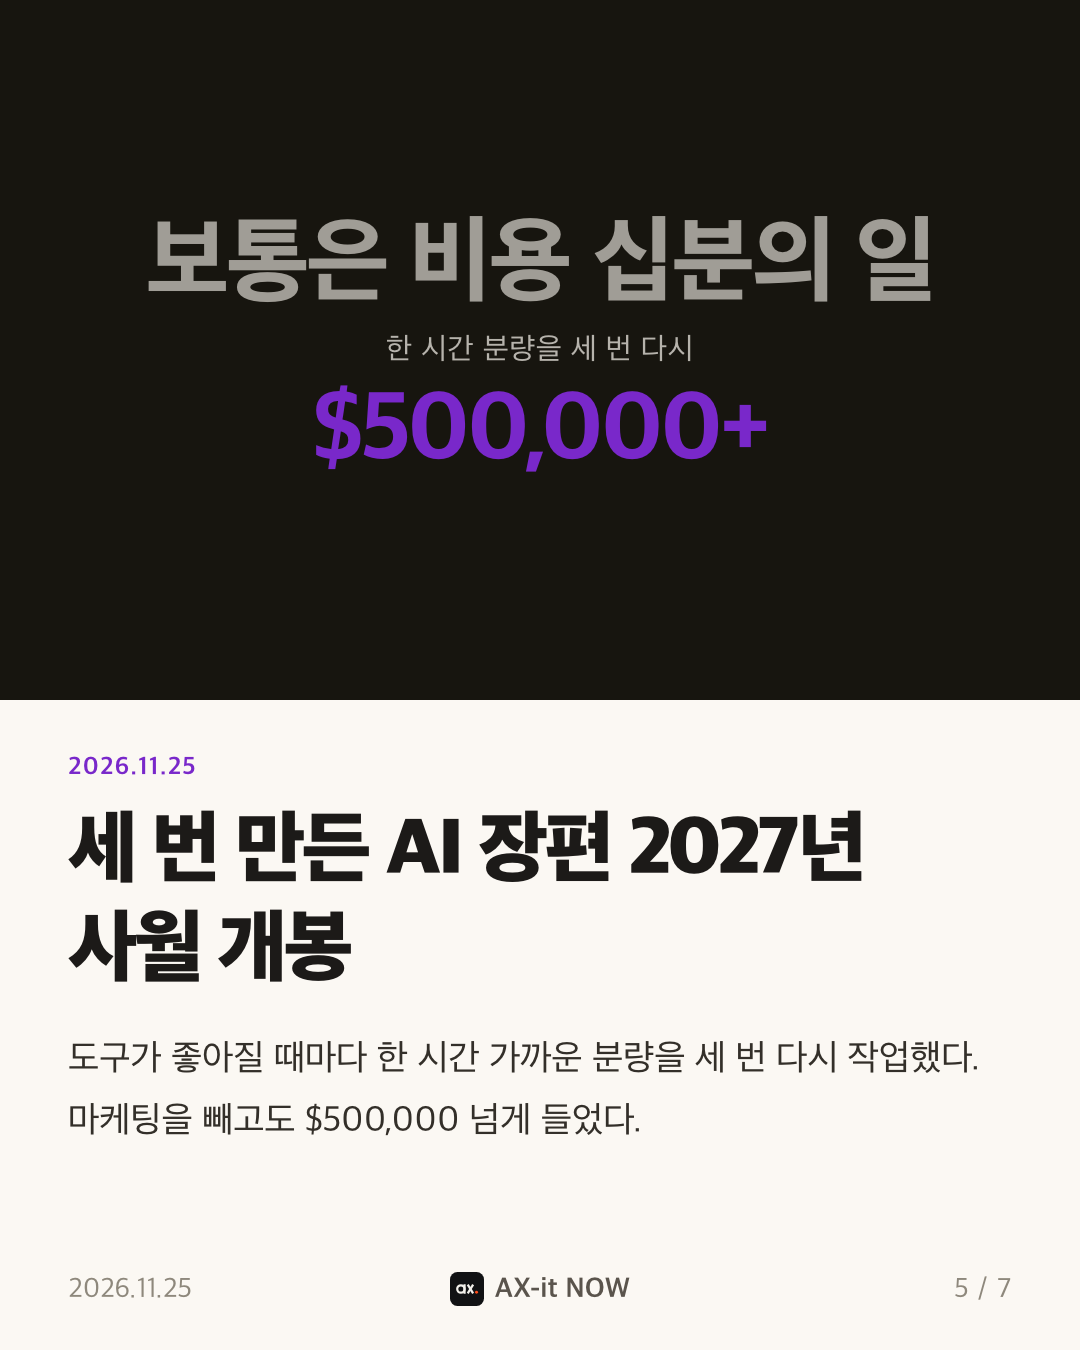 보통은 비용 십분의 일
한 시간 분량을 세 번 다시
$500,000+
2026.11.25
세 번 만든 AI 장편 2027년
사월 개봉
도구가 좋아질 때마다 한 시간 가까운 분량을 세 번 다시 작업했다.
마케팅을 빼고도 $500,000 넘게 들었다.
2026.11.25
ax.
AX-it NOW
5 / 7